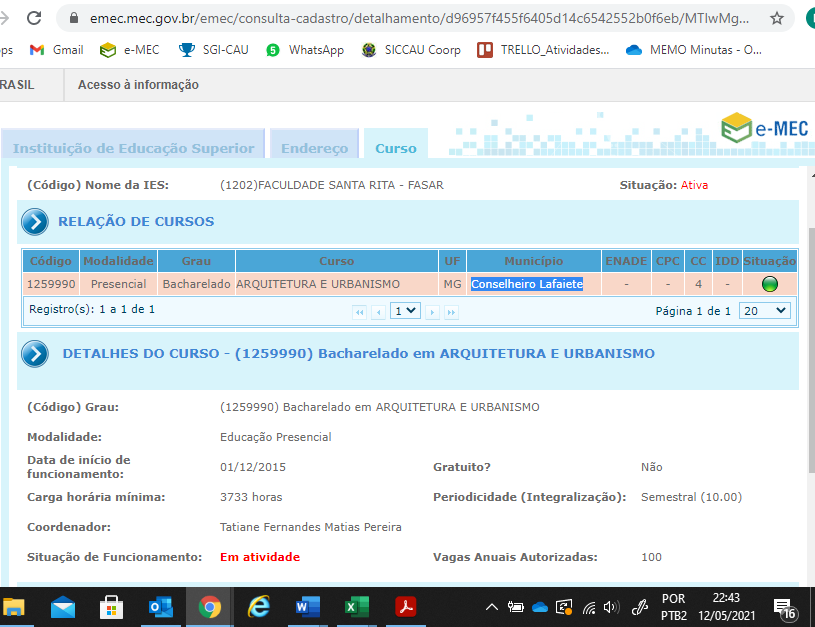 emec.mec.gov.br/emec/consulta-cadastro/detalhamento/d96957f455f6405d14c6542552b0f6eb/MTIwMg...
ps Gmail e-MEC SGI-CAU WhatsApp SICCAU Coorp TRELLO_Atividades... MEMO Minutas - O...
RASIL Acesso à informação
e-MEC
Instituição de Educação Superior Endereço Curso
(Código) Nome da IES: (1202)FACULDADE SANTA RITA - FASAR Situação: Ativa
RELAÇÃO DE CURSOS
Código Modalidade Grau Curso UF Município ENADE CPC CC IDD Situação
1259990 Presencial Bacharelado ARQUITETURA E URBANISMO MG Conselheiro Lafaiete - - 4 -
Registro(s): 1 a 1 de 1 1 Página 1 de 1 20
DETALHES DO CURSO - (1259990) Bacharelado em ARQUITETURA E URBANISMO
(Código) Grau: (1259990) Bacharelado em ARQUITETURA E URBANISMO
Modalidade: Educação Presencial
Data de início de
funcionamento: 01/12/2015 Gratuito? Não
Carga horária mínima: 3733 horas Periodicidade (Integralização): Semestral (10.00)
Coordenador: Tatiane Fernandes Matias Pereira
Situação de Funcionamento: Em atividade Vagas Anuais Autorizadas: 100
POR 22:43
PTB2 12/05/2021 16